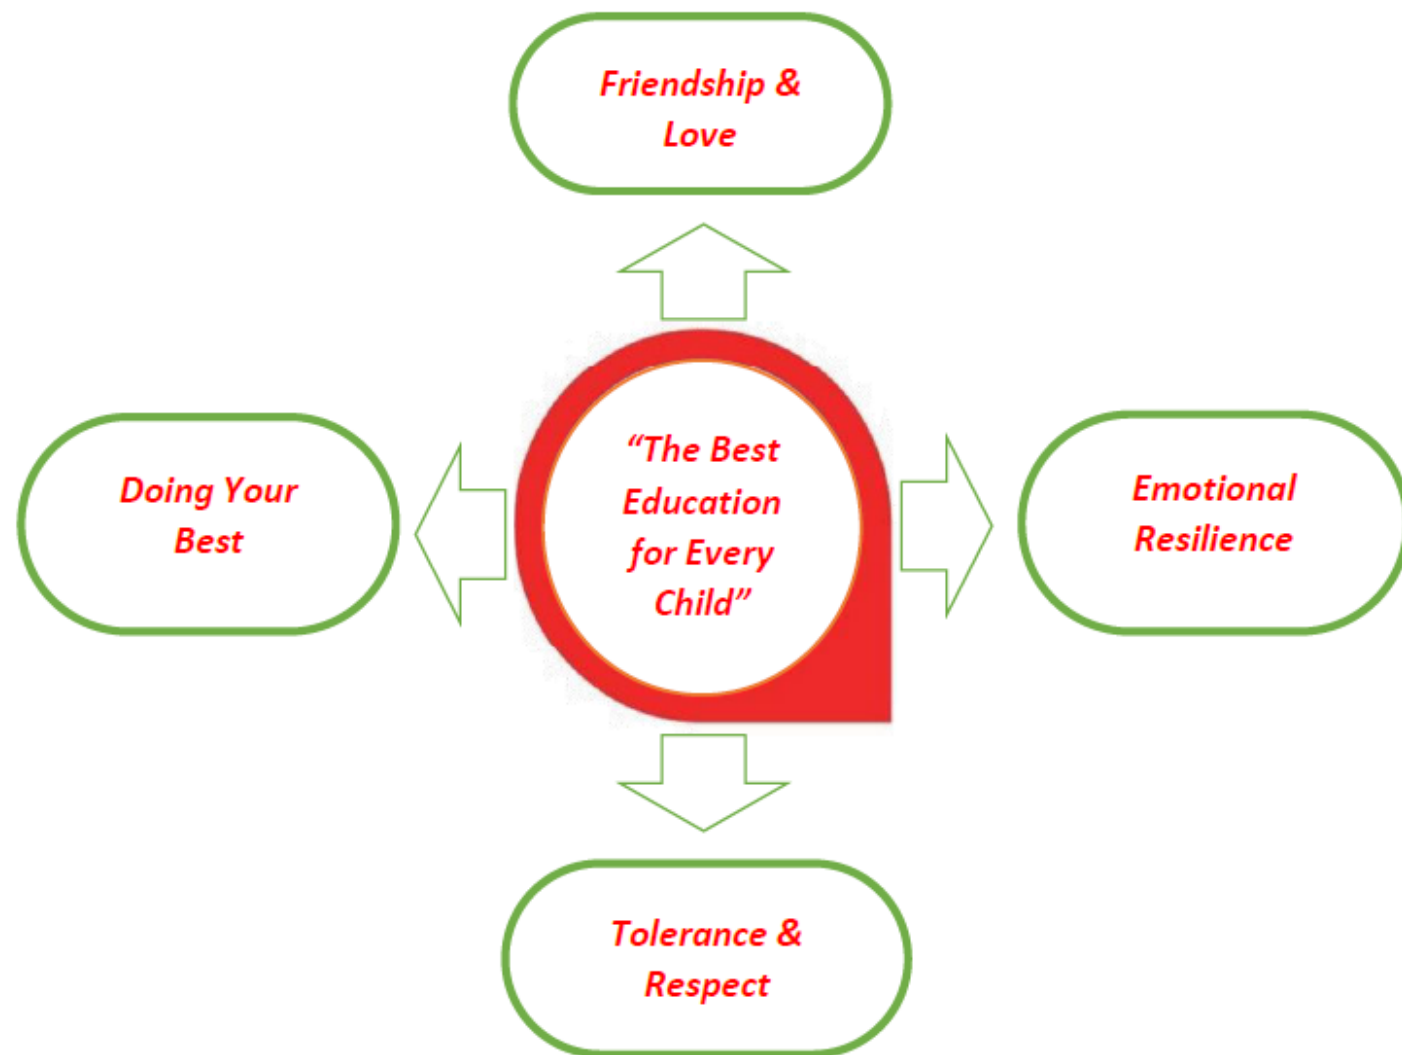 Friendship &
Love
Doing Your
Best
“The Best
Education
for Every
Child”
Emotional
Resilience
Tolerance &
Respect